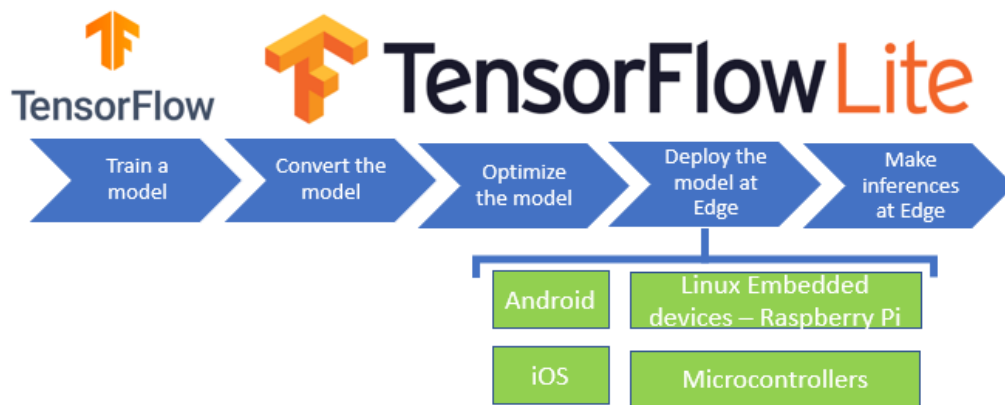 TensorFlow
TensorFlow Lite
Train a
model
Convert the
model
Optimize
the model
Deploy the
model at
Edge
Make
inferences
at Edge
Android
Linux Embedded
devices – Raspberry Pi
iOS
Microcontrollers